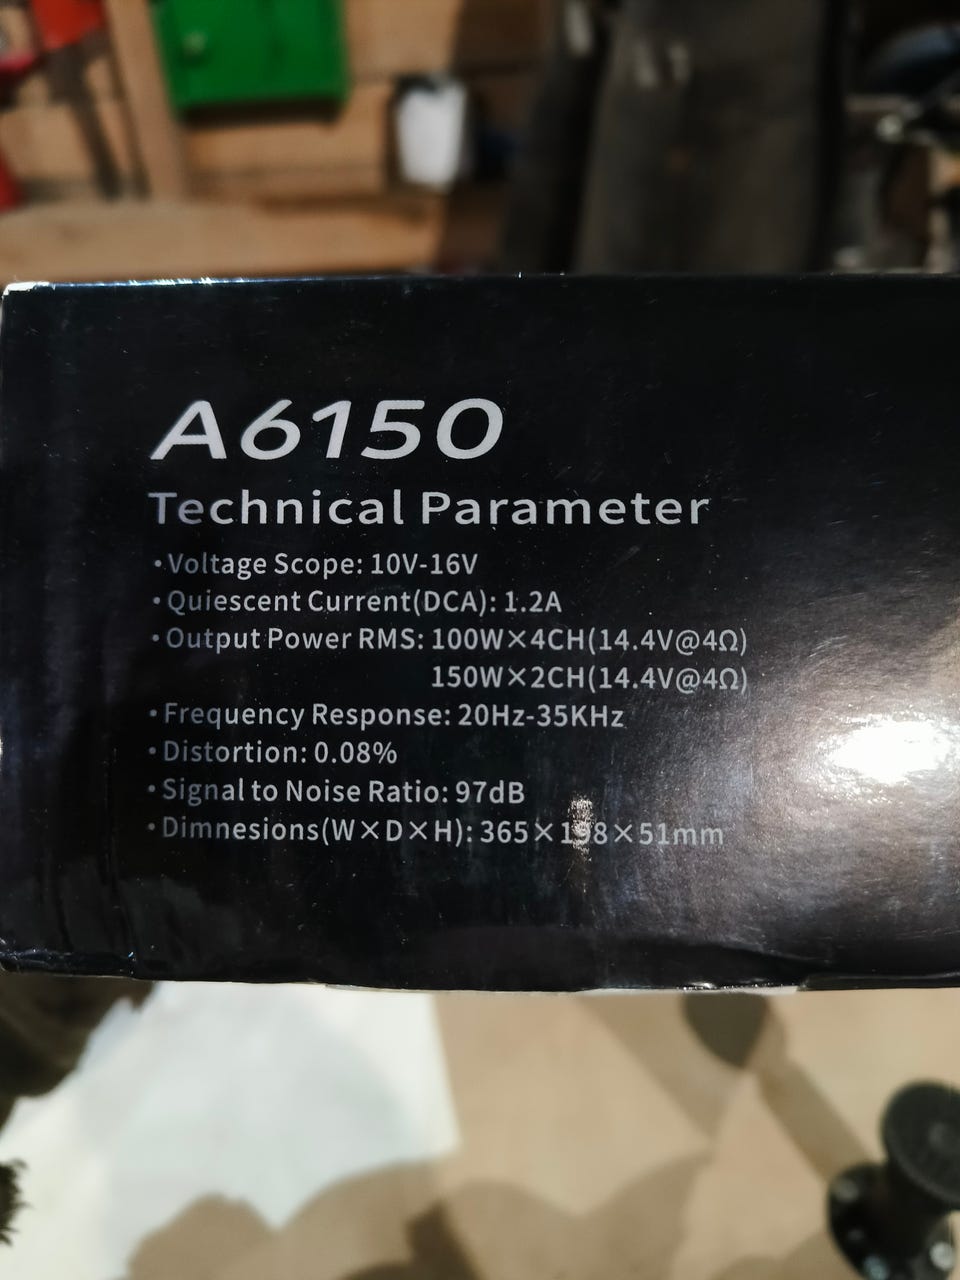 A6150
Technical Parameter
•Voltage Scope: 10V-16V
•Quiescent Current(DCA): 1.2A
•Output Power RMS: 100W×4CH(14.4V@4Ω)
150W×2CH(14.4V@4Ω)
•Frequency Response: 20Hz-35KHz
•Distortion: 0.08%
•Signal to Noise Ratio: 97dB
•Dimnesions(W×D×H): 365×198×51mm